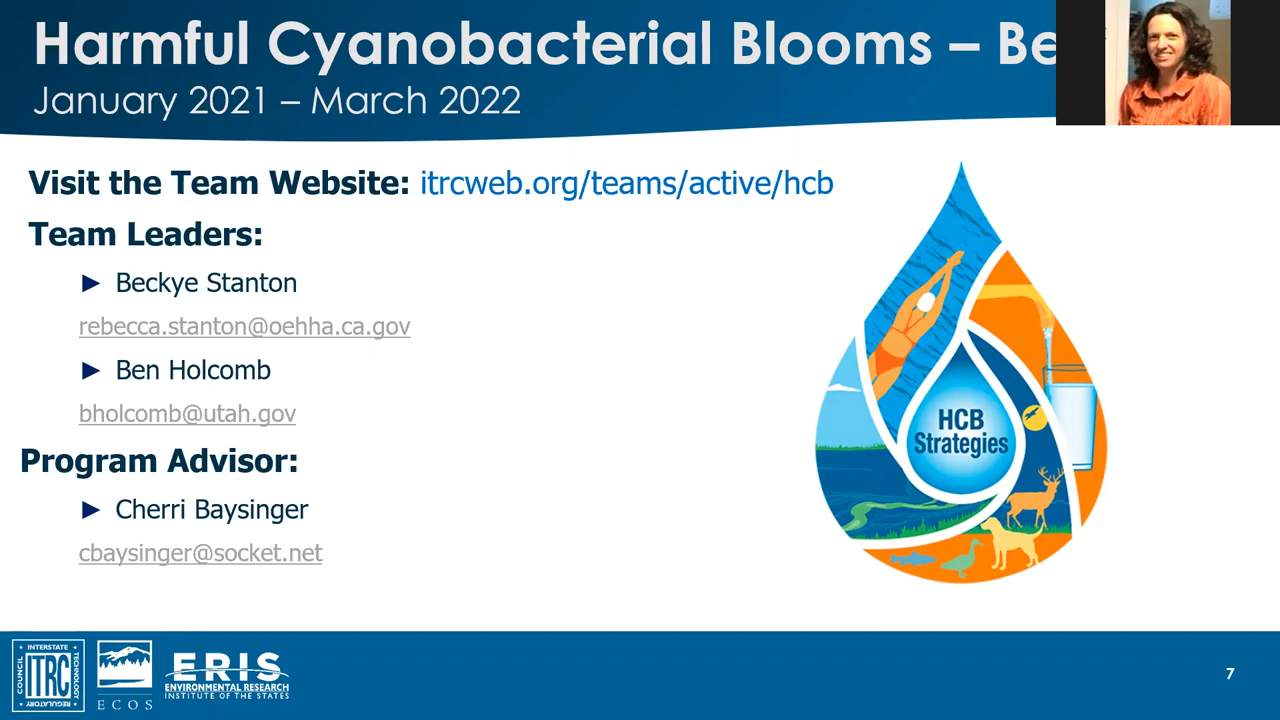 Harmful Cyanobacterial Blooms – Be
January 2021 – March 2022
Visit the Team Website: itrcweb.org/teams/active/hcb
Team Leaders:
► Beckye Stanton
rebecca.stanton@oehha.ca.gov
► Ben Holcomb
bholcomb@utah.gov
Program Advisor:
► Cherri Baysinger
cbaysinger@socket.net
HCB
Strategies
INTERSTATE
COUNCIL
ITRC
TECHNOLOGY
REGULATORY
ECOS
ERIS
ENVIRONMENTAL RESEARCH
INSTITUTE OF THE STATES
7